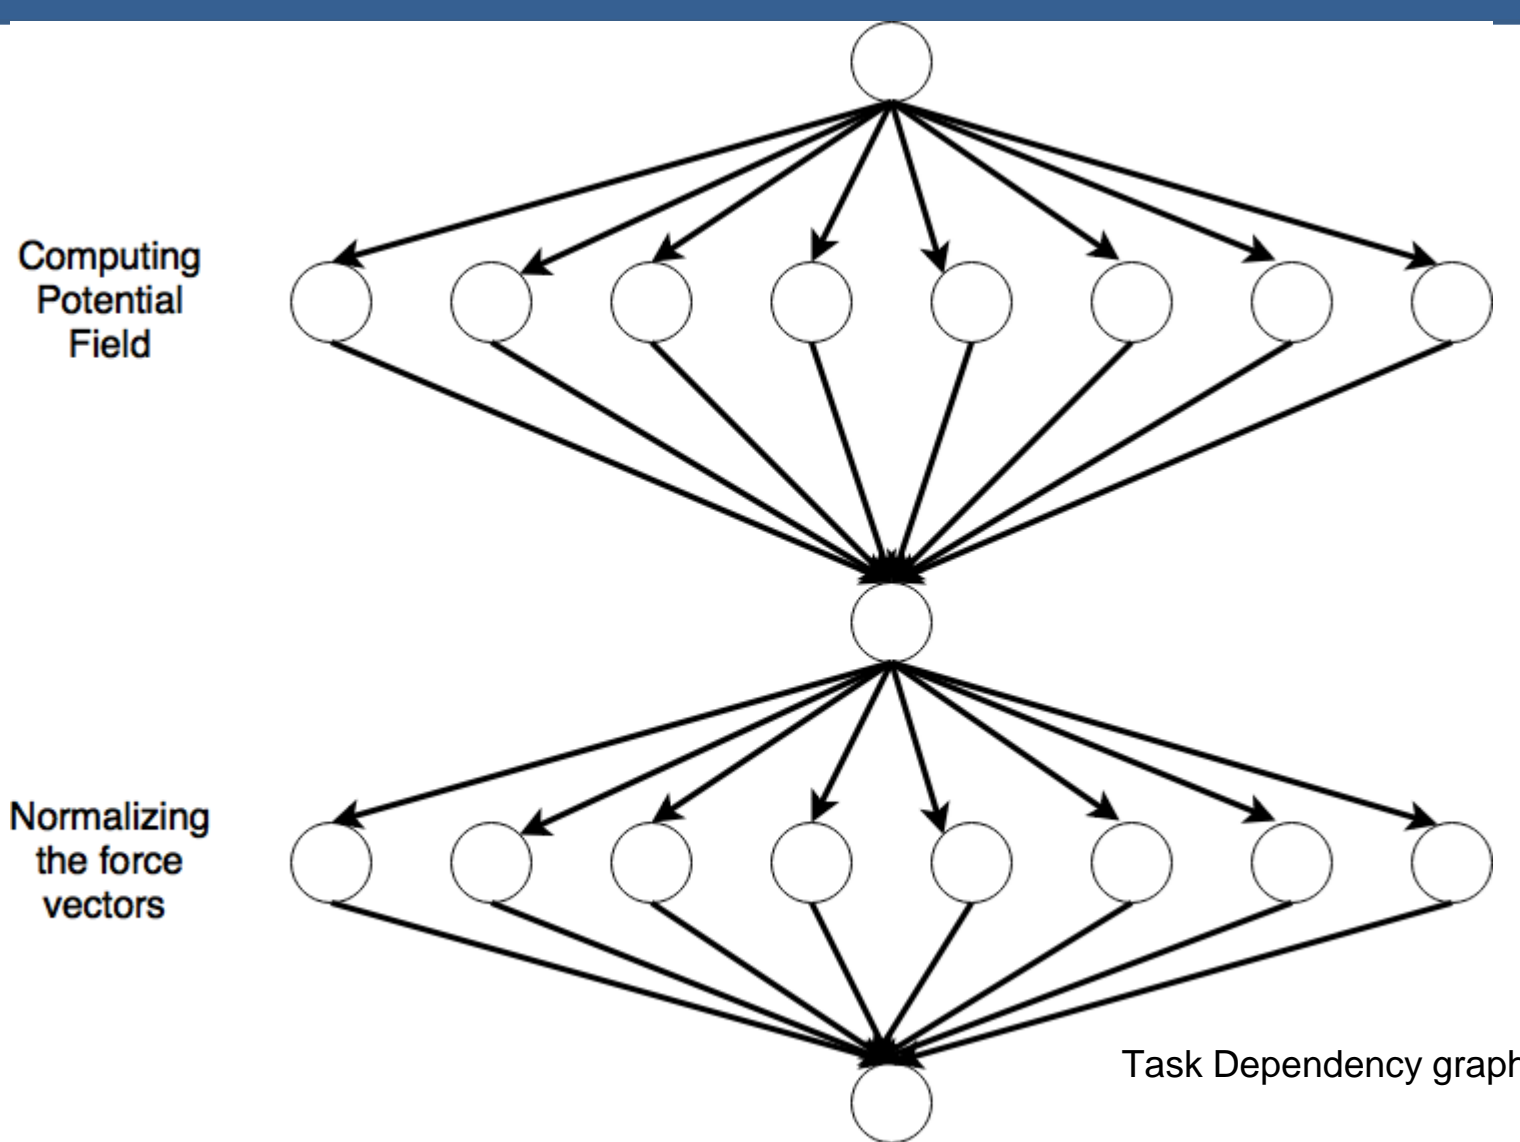 Computing
Potential
Field
Normalizing
the force
vectors
Task Dependency graph